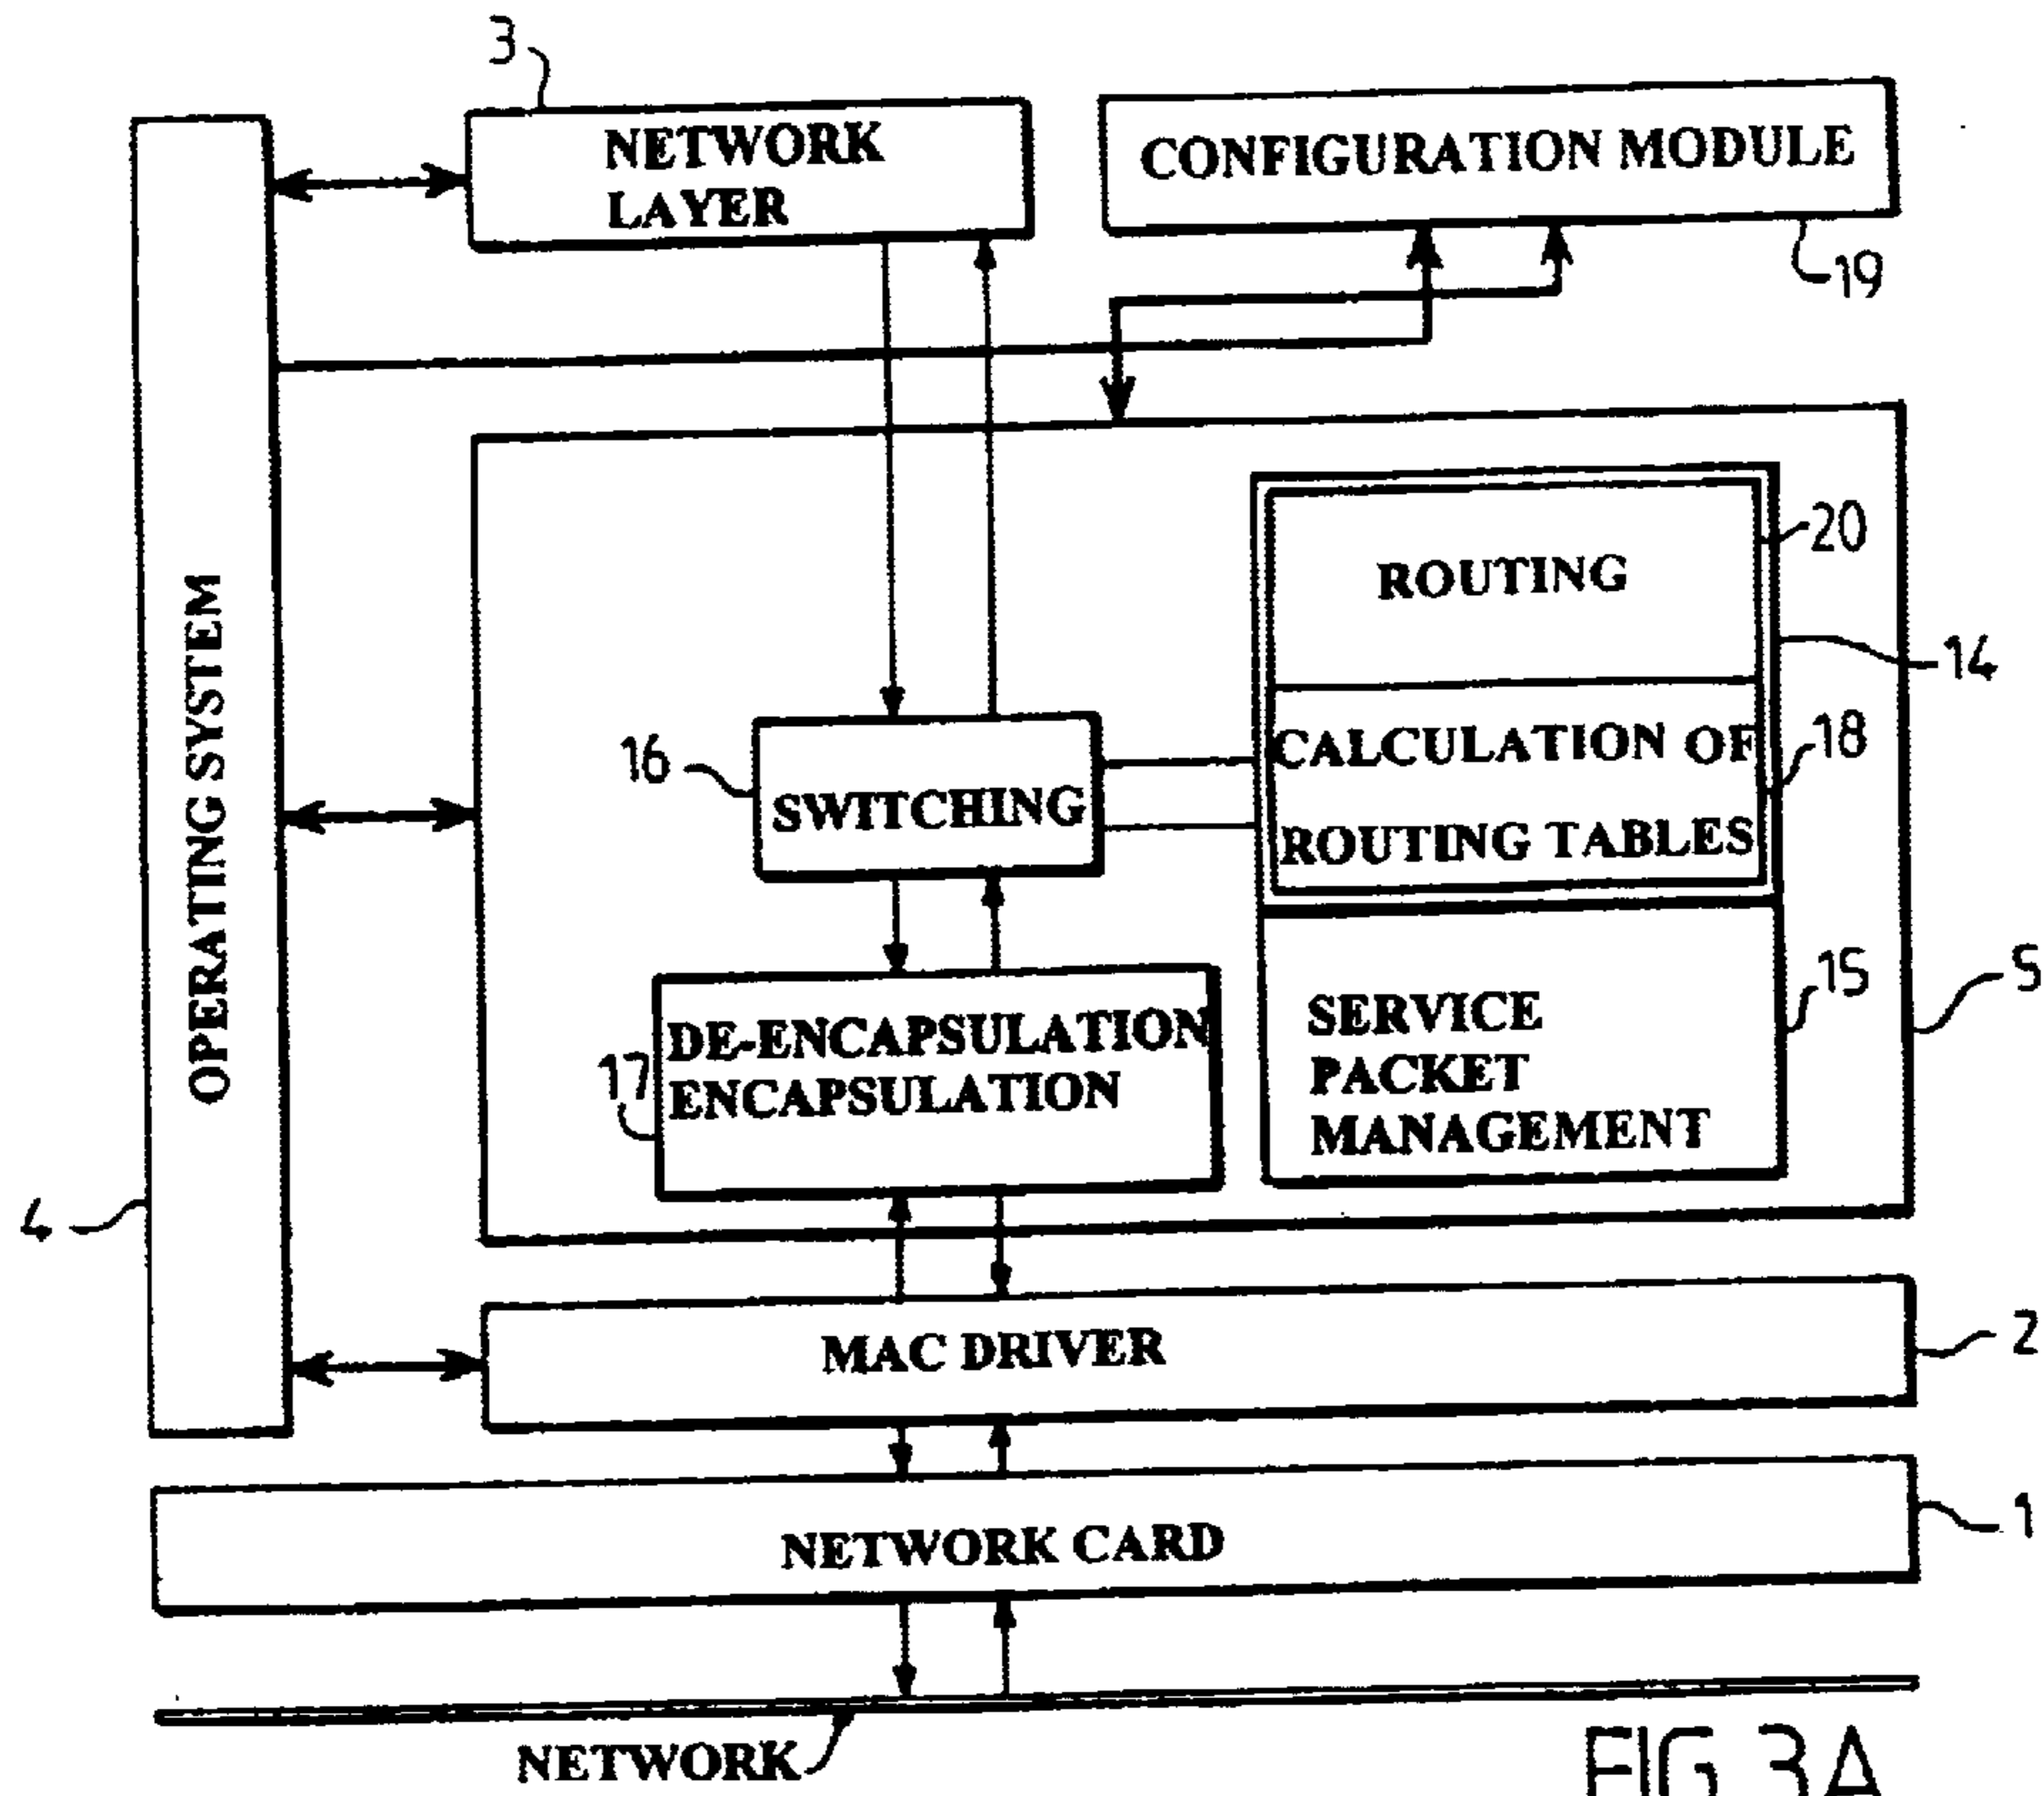 3
NETWORK
LAYER
CONFIGURATION MODULE
19
OPERATING SYSTEM
20
ROUTING
14
16
SWITCHING
CALCULATION OF
ROUTING TABLES
18
17
DE-ENCAPSULATION
ENCAPSULATION
SERVICE
PACKET
MANAGEMENT
15
5
4
MAC DRIVER
2
NETWORK CARD
1
NETWORK
FIG. 3A